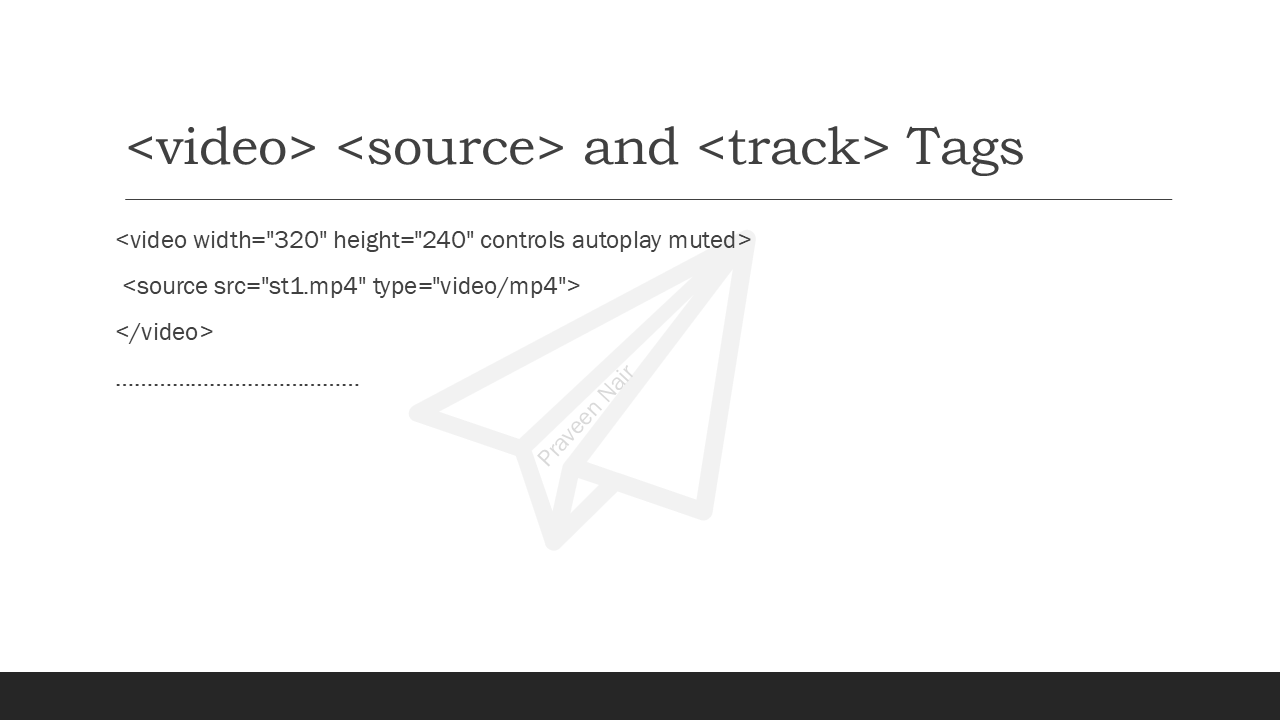 <video> <source> and <track> Tags
<video width="320" height="240" controls autoplay muted>
<source src="st1.mp4" type="video/mp4">
</video>
.......................................
Praveen Nair